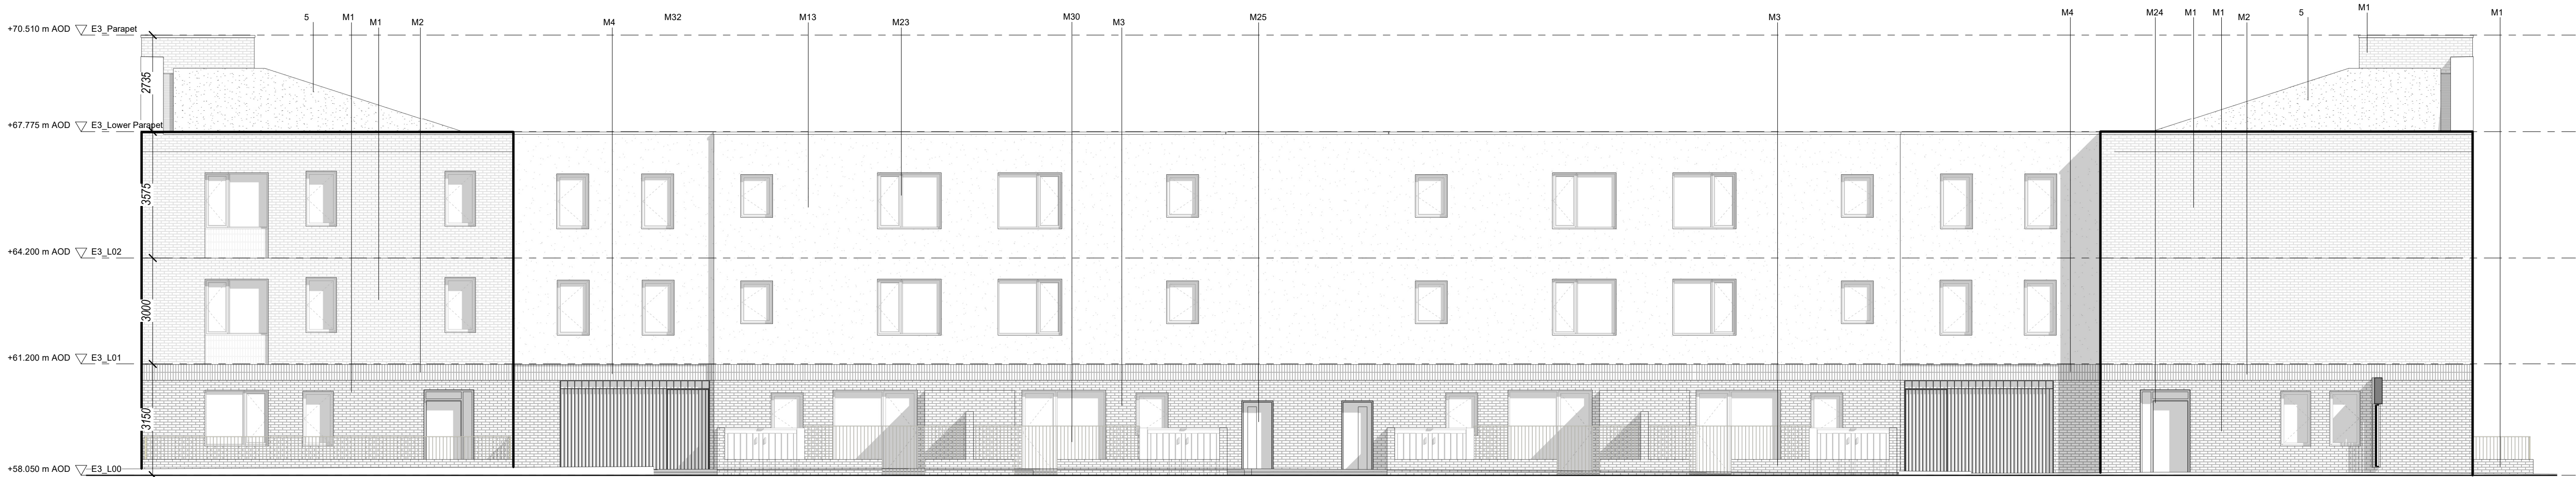 5
M1
M1
M2
M4
M32
M13
M23
M30
M3
M25
M3
M4
M24
M1
M1
M2
5
M1
M1
+70.510 m AOD E3_Parapet
2735
+67.775 m AOD E3_Lower Parapet
3575
+64.200 m AOD E3_L02
3000
+61.200 m AOD E3_L01
3150
+58.050 m AOD E3_L00